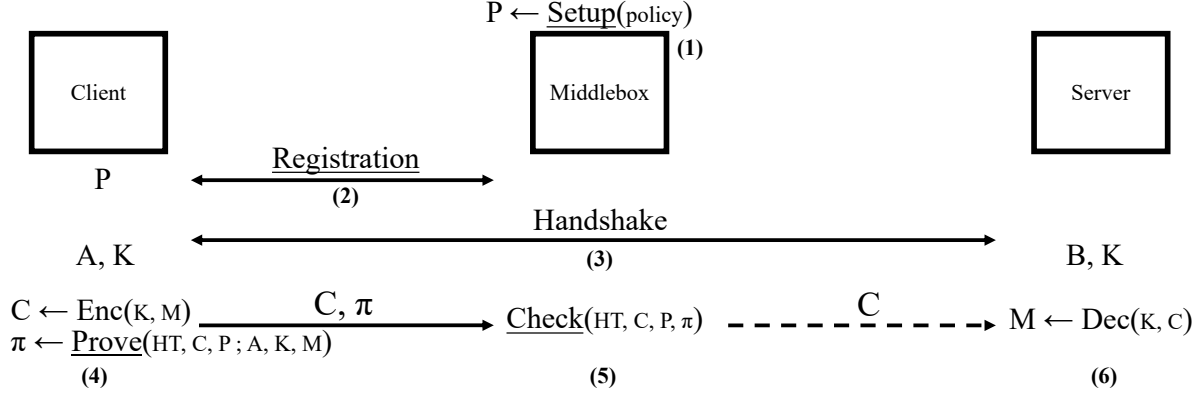 P ← Setup(policy)
(1)
Client
Middlebox
Server
Registration
P
(2)
Handshake
A, K
(3)
B, K
C ← Enc(K, M)
C, π
Check(HT, C, P, π)
C
M ← Dec(K, C)
π ← Prove(HT, C, P ; A, K, M)
(4)
(5)
(6)